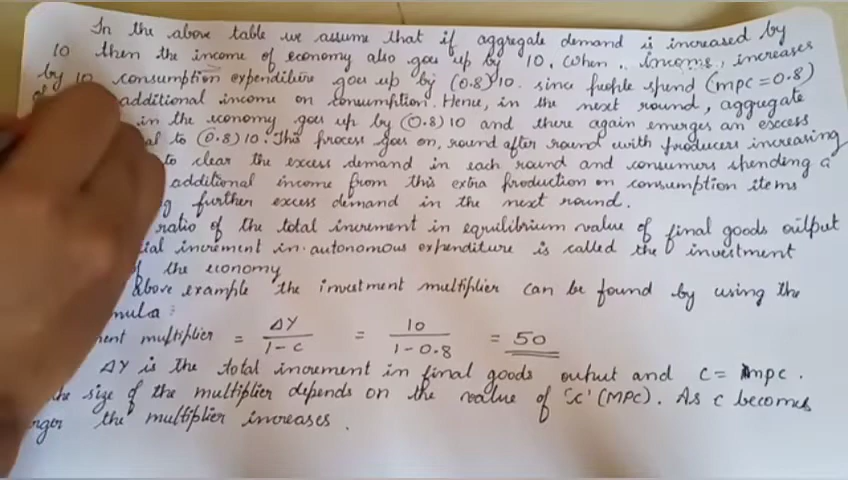 In the above table we assume that if aggregate demand is increased by
10 then the income of economy also goes up by 10. When income, increases
by 10 consumption expenditure goes up by (0.8)10. since people spend (mpc = 0.8)
additional income on consumption. Hence, in the next round, aggregate
in the economy goes up by (0.8)10 and there again emerges an excess
al to (0.8)10. This process goes on, round after round with producers increasing
to clear the excess demand in each round and consumers spending a
additional income from this extra production on consumption items
g further excess demand in the next round.
ratio of the total increment in equilibrium value of final goods output
ial increment in autonomous expenditure is called the investment
of the economy
above example the investment multiplier can be found by using the
mula:
ment multiplier = ΔY/1-c = 10/1-0.8 = 50
ΔY is the total increment in final goods output and c = mpc.
he size of the multiplier depends on the value of 'c' (MPC). As c becomes
nger the multiplier increases.